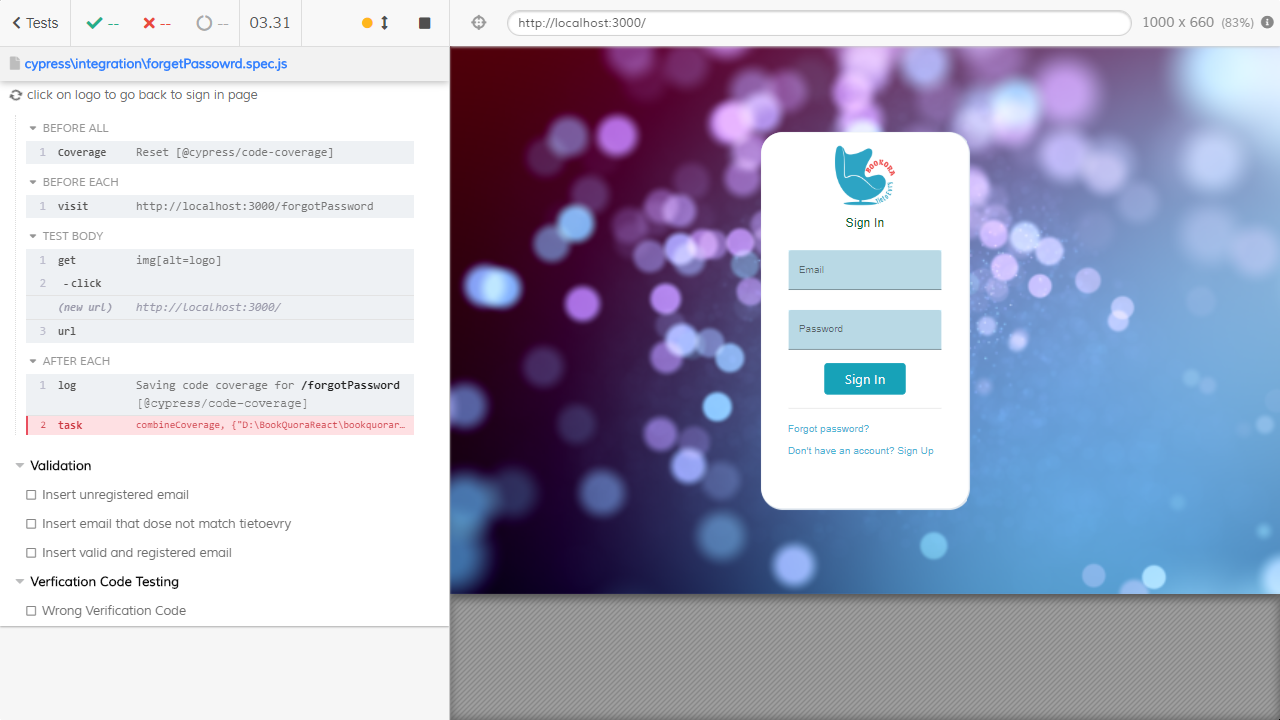 Tests
--
--
--
03.31
http://localhost:3000/
1000 x 660 (83%)
cypress\integration\forgetPassowrd.spec.js
click on logo to go back to sign in page
BEFORE ALL
1 Coverage Reset [@cypress/code-coverage]
BEFORE EACH
1 visit http://localhost:3000/forgotPassword
TEST BODY
1 get img[alt=logo]
2 -click
(new url) http://localhost:3000/
3 url
AFTER EACH
1 log Saving code coverage for /forgotPassword
[@cypress/code-coverage]
2 task combineCoverage, {"D:\BookQuoraReact\bookquorar…
Validation
Insert unregistered email
Insert email that dose not match tietoevry
Insert valid and registered email
Verfication Code Testing
Wrong Verification Code
BOOKORA
Sign In
Email
Password
Sign In
Forgot password?
Don't have an account? Sign Up